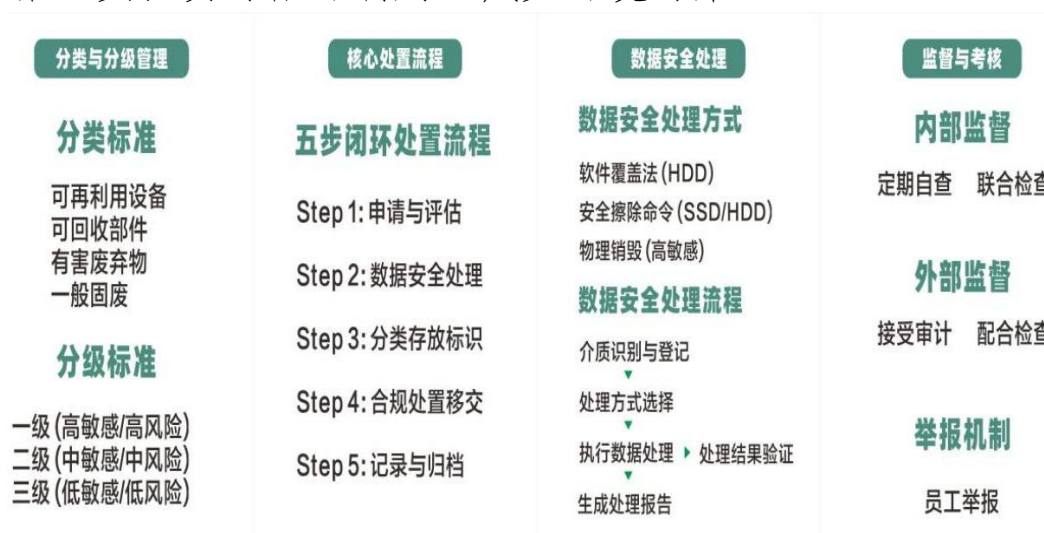 分类与分级管理
分类标准
可再利用设备
可回收部件
有害废弃物
一般固废
分级标准
一级(高敏感/高风险)
二级(中敏感/中风险)
三级(低敏感/低风险)
核心处置流程
五步闭环处置流程
Step 1: 申请与评估
Step 2: 数据安全处理
Step 3: 分类存放标识
Step 4: 合规处置移交
Step 5: 记录与归档
数据安全处理
数据安全处理方式
软件覆盖法(HDD)
安全擦除命令(SSD/HDD)
物理销毁(高敏感)
数据安全处理流程
介质识别与登记
处理方式选择
执行数据处理 处理结果验证
生成处理报告
监督与考核
内部监督
定期自查 联合检查
外部监督
接受审计 配合检查
举报机制
员工举报